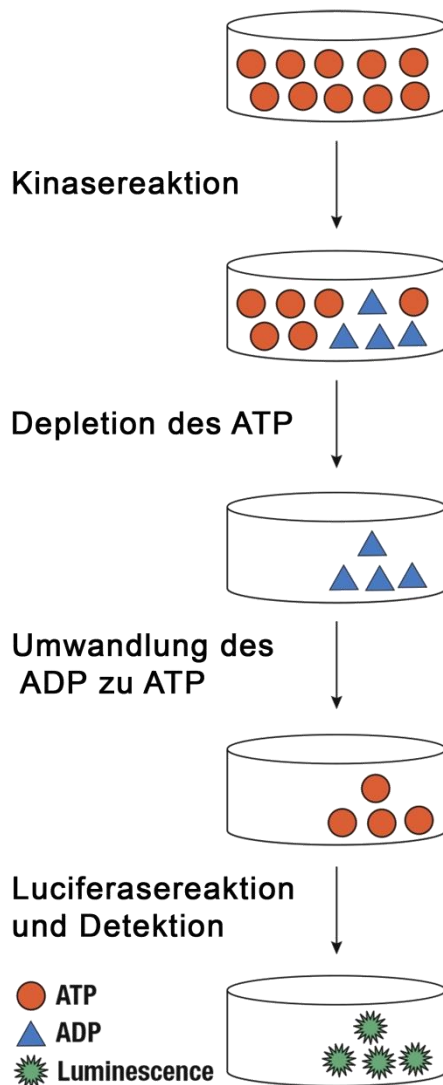 Kinasereaktion
Depletion des ATP
Umwandlung des
ADP zu ATP
Luciferasereaktion
und Detektion
ATP
ADP
Luminescence